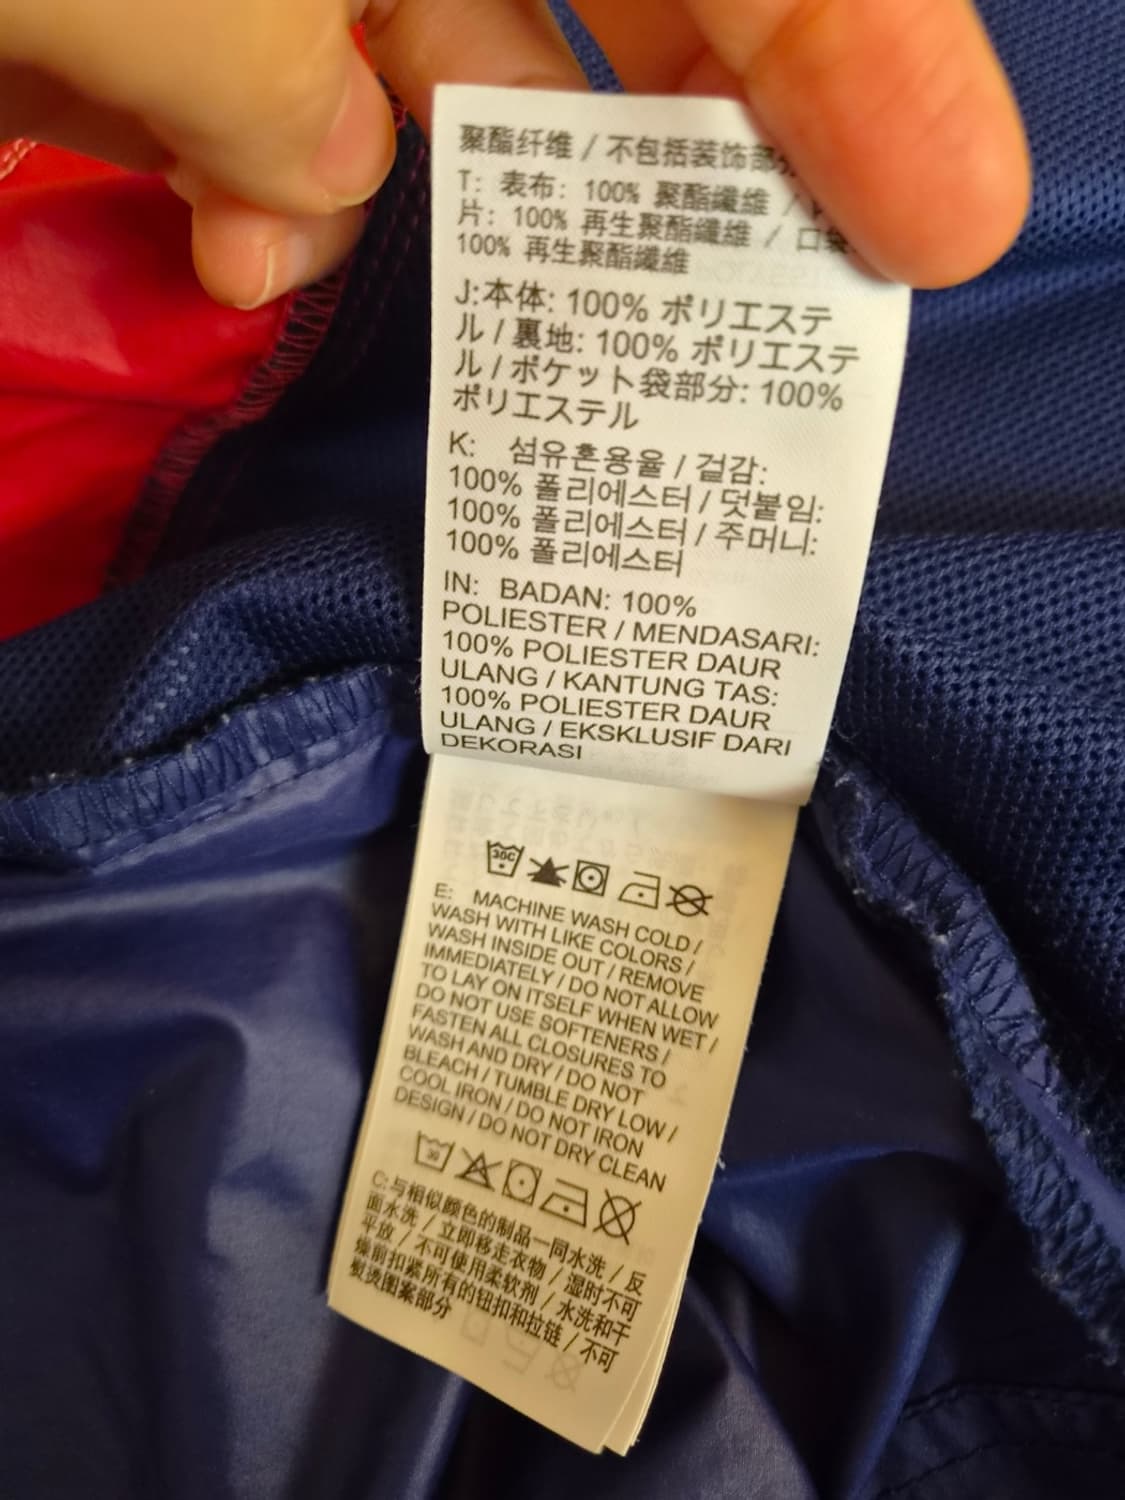 聚酯纤维 / 不包括装饰部
T: 表布: 100% 聚酯纖維 /
片: 100% 再生聚酯纖維 / 口袋
100% 再生聚酯纖維
J:本体: 100% ポリエステ
ル / 裏地: 100% ポリエステ
ル / ポケット袋部分: 100%
ポリエステル
K: 섬유혼용율 / 겉감:
100% 폴리에스터 / 덧붙임:
100% 폴리에스터 / 주머니:
100% 폴리에스터
IN: BADAN: 100%
POLIESTER / MENDASARI:
100% POLIESTER DAUR
ULANG / KANTUNG TAS:
100% POLIESTER DAUR
ULANG / EKSKLUSIF DARI
DEKORASI
30C
E: MACHINE WASH COLD /
WASH WITH LIKE COLORS /
WASH INSIDE OUT / REMOVE
IMMEDIATELY / DO NOT ALLOW
TO LAY ON ITSELF WHEN WET /
DO NOT USE SOFTENERS /
FASTEN ALL CLOSURES TO
WASH AND DRY / DO NOT
BLEACH / TUMBLE DRY LOW /
COOL IRON / DO NOT IRON
DESIGN / DO NOT DRY CLEAN
30
C:与相似颜色的制品一同水洗 / 反
面水洗 / 立即移走衣物 / 湿时不可
平放 / 不可使用柔软剂 / 水洗和干
燥前扣紧所有的钮扣和拉链 / 不可
熨烫图案部分